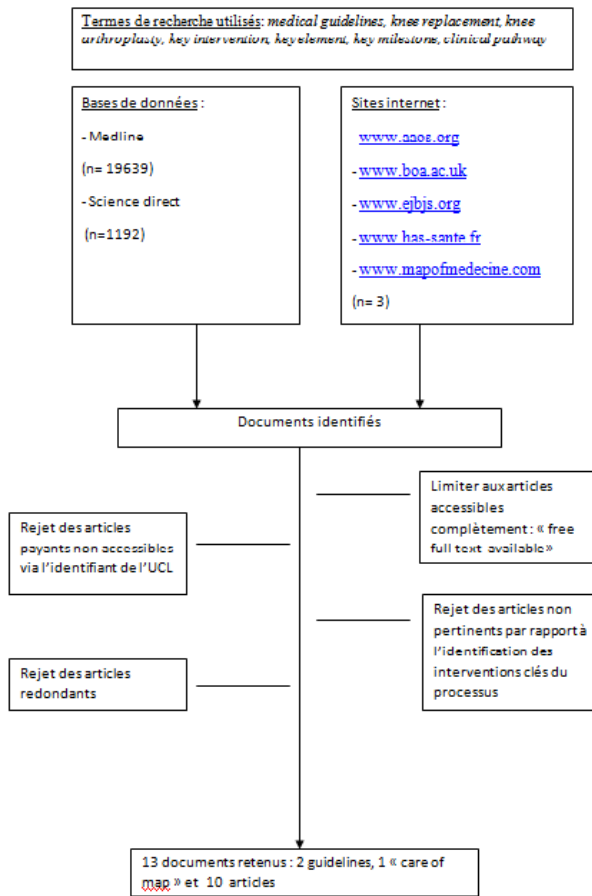 Termes de recherche utilisés: medical guidelines, knee replacement, knee
arthroplasty, key intervention, key element, key milestone, clinical pathway
Bases de données :
- Medline
(n= 19639)
- Science direct
(n=1192)
Sites internet :
www.aaos.org
- www.boa.ac.uk
- www.ejbjs.org
- www.has-sante.fr
- www.mapofmedecine.com
(n= 3)
Documents identifiés
Limiter aux articles
accessibles
complètement : « free
full text available»
Rejet des articles
payants non accessibles
via l'identifiant de l'UCL
Rejet des articles non
pertinents par rapport à
l'identification des
interventions clés du
processus
Rejet des articles
redondants
13 documents retenus : 2 guidelines, 1 « care of
map » et 10 articles